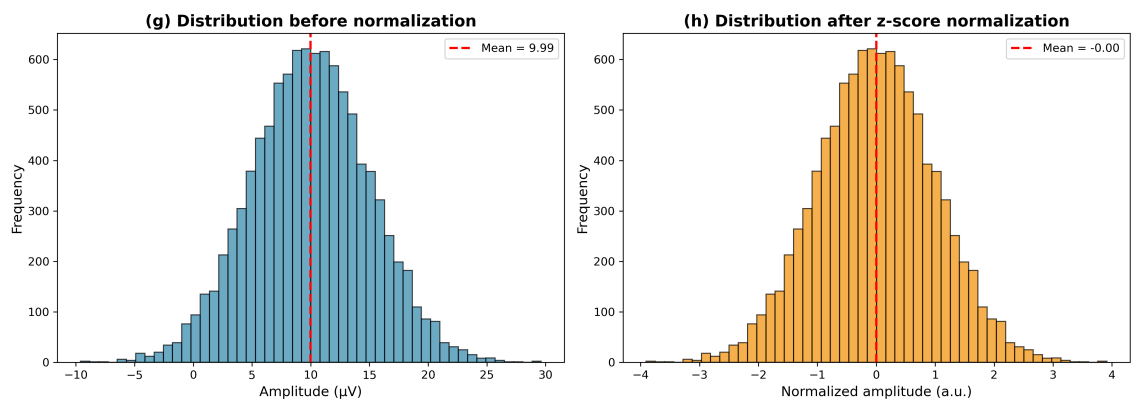 (g) Distribution before normalization
Mean = 9.99
Frequency
600
500
400
300
200
100
0
−10 −5 0 5 10 15 20 25 30
Amplitude (μV)
(h) Distribution after z-score normalization
Mean = -0.00
Frequency
600
500
400
300
200
100
0
−4 −3 −2 −1 0 1 2 3 4
Normalized amplitude (a.u.)